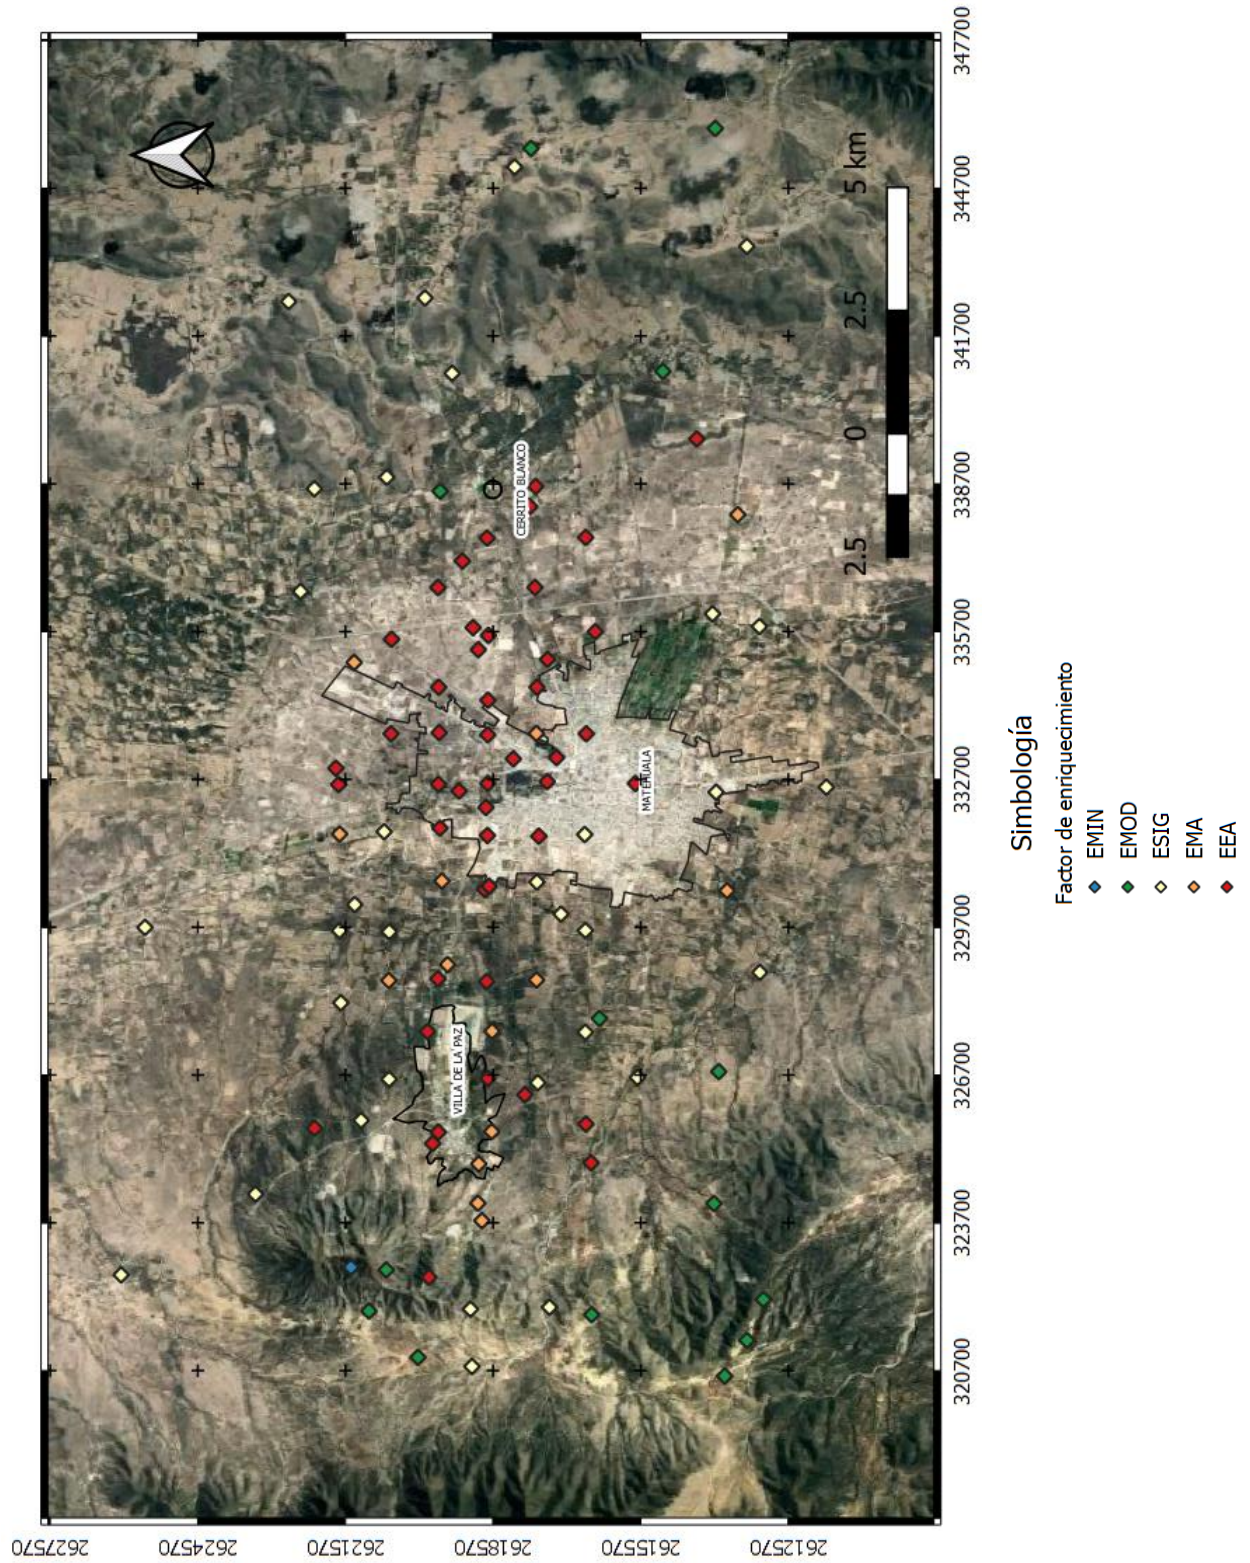 2627570
2624570
2621570
2618570
2615570
2612570
320700
323700
326700
329700
332700
335700
338700
341700
344700
347700
VILLA DE LA PAZ
MATEHUALA
CERRITO BLANCO
2.5 0 2.5 5 km
Simbología
Factor de enriquecimiento
EMIN
EMOD
ESIG
EMA
EEA